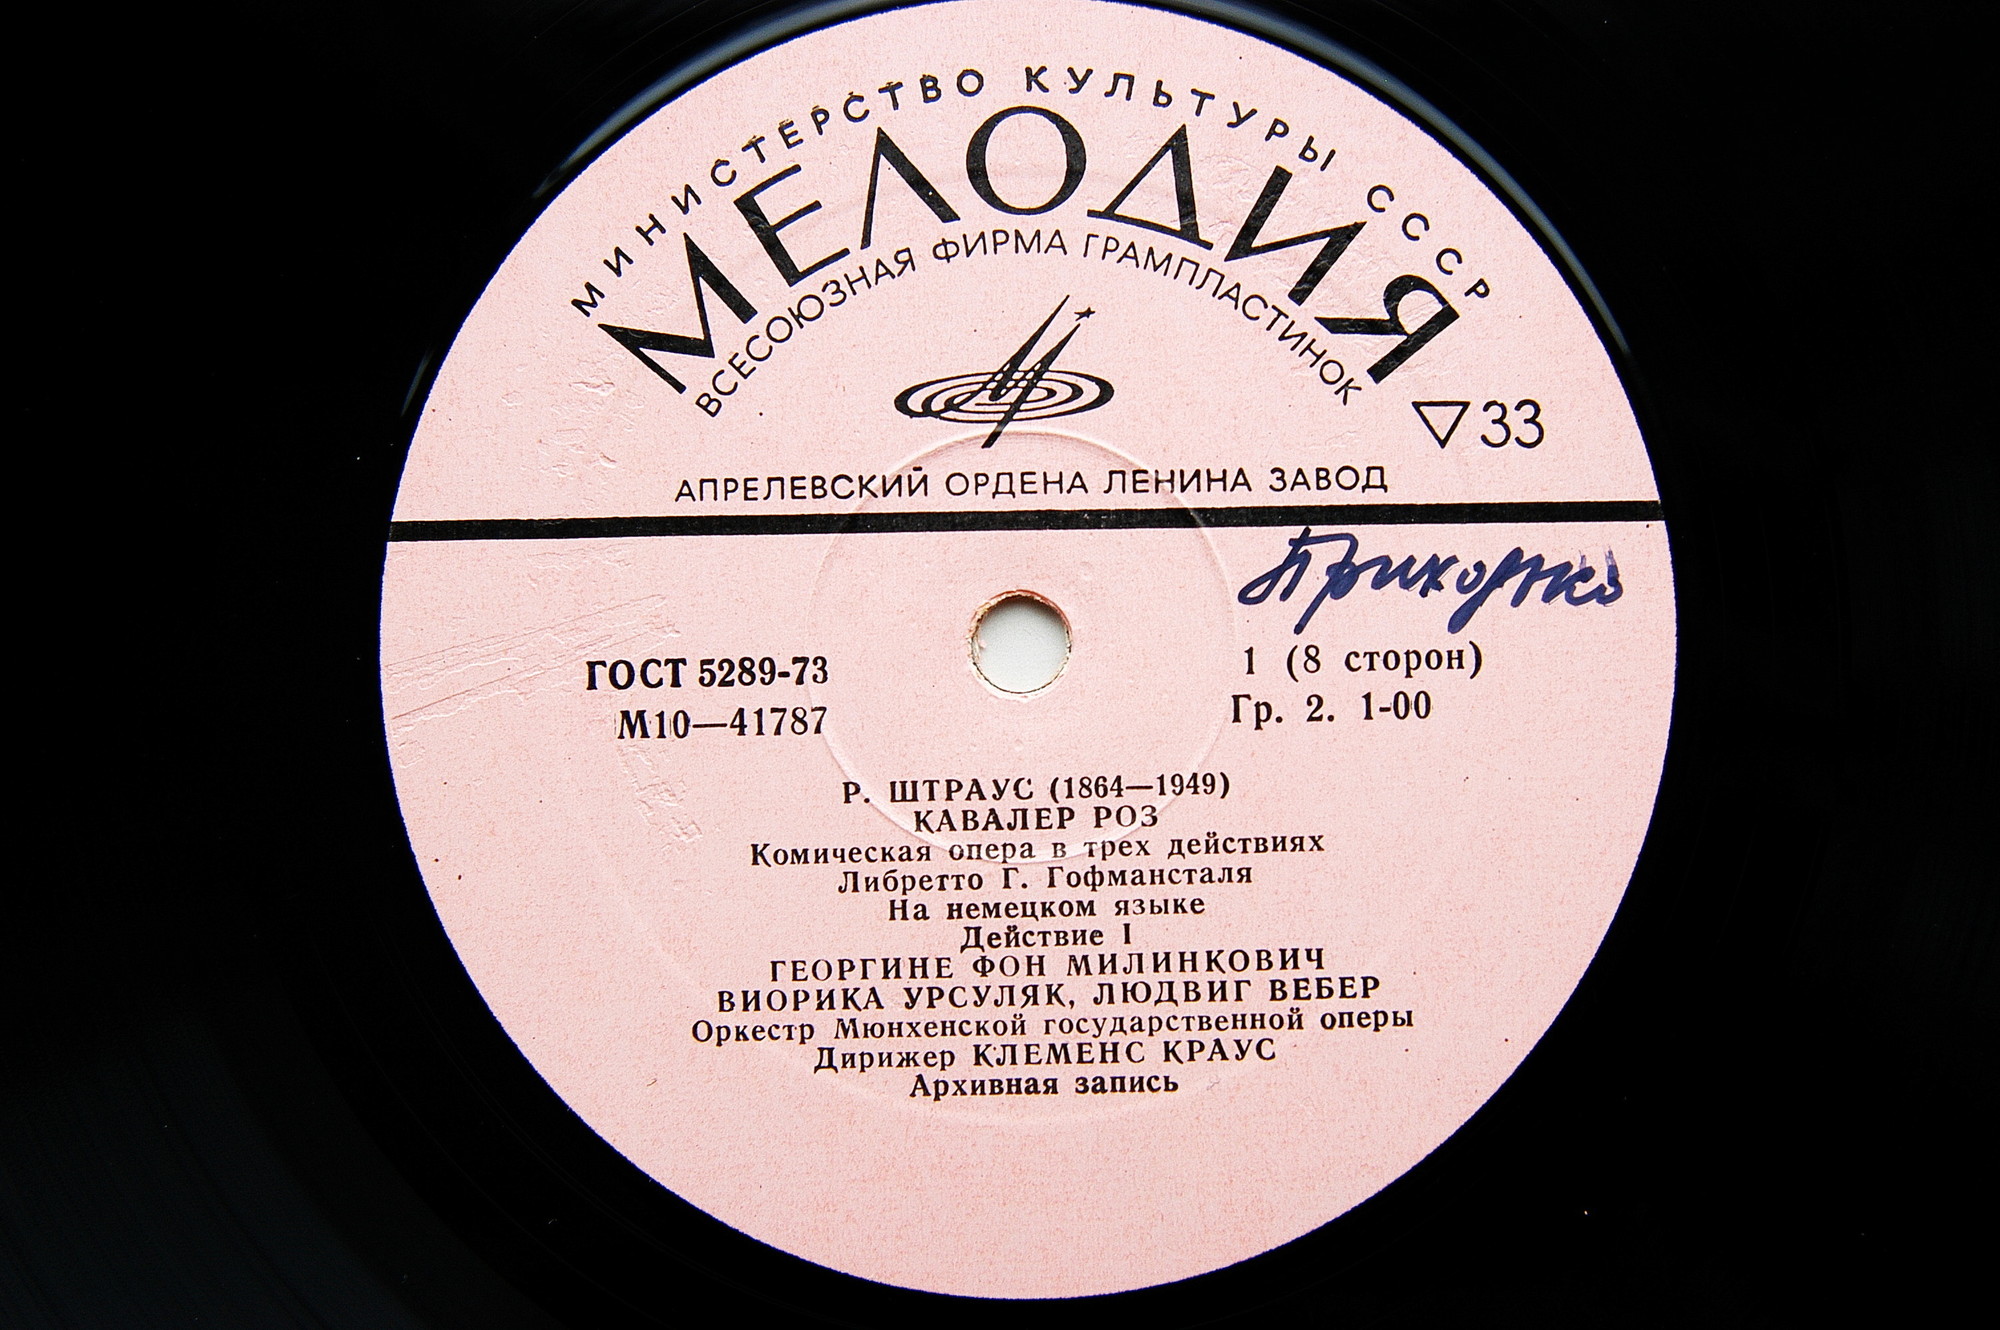 МИНИСТЕРСТВО КУЛЬТУРЫ СССР
МЕЛОДИЯ
ВСЕСОЮЗНАЯ ФИРМА ГРАМПЛАСТИНОК
33
АПРЕЛЕВСКИЙ ОРДЕНА ЛЕНИНА ЗАВОД
Приходько
ГОСТ 5289-73
М10—41787
1 (8 сторон)
Гр. 2. 1-00
Р. ШТРАУС (1864—1949)
КАВАЛЕР РОЗ
Комическая опера в трех действиях
Либретто Г. Гофмансталя
На немецком языке
Действие I
ГЕОРГИНЕ ФОН МИЛИНКОВИЧ
ВИОРИКА УРСУЛЯК, ЛЮДВИГ ВЕБЕР
Оркестр Мюнхенской государственной оперы
Дирижер КЛЕМЕНС КРАУС
Архивная запись